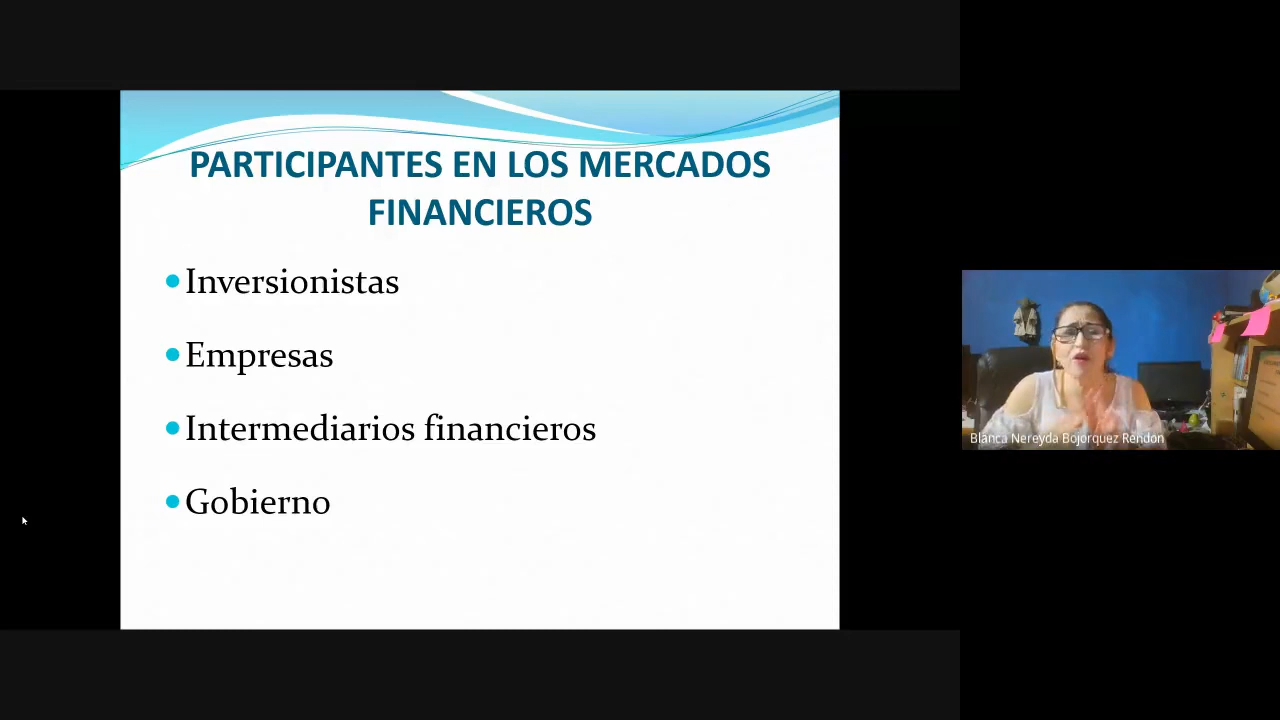 PARTICIPANTES EN LOS MERCADOS
FINANCIEROS
Inversionistas
Empresas
Intermediarios financieros
Gobierno
Blanca Nereyda Bojorquez Rendon